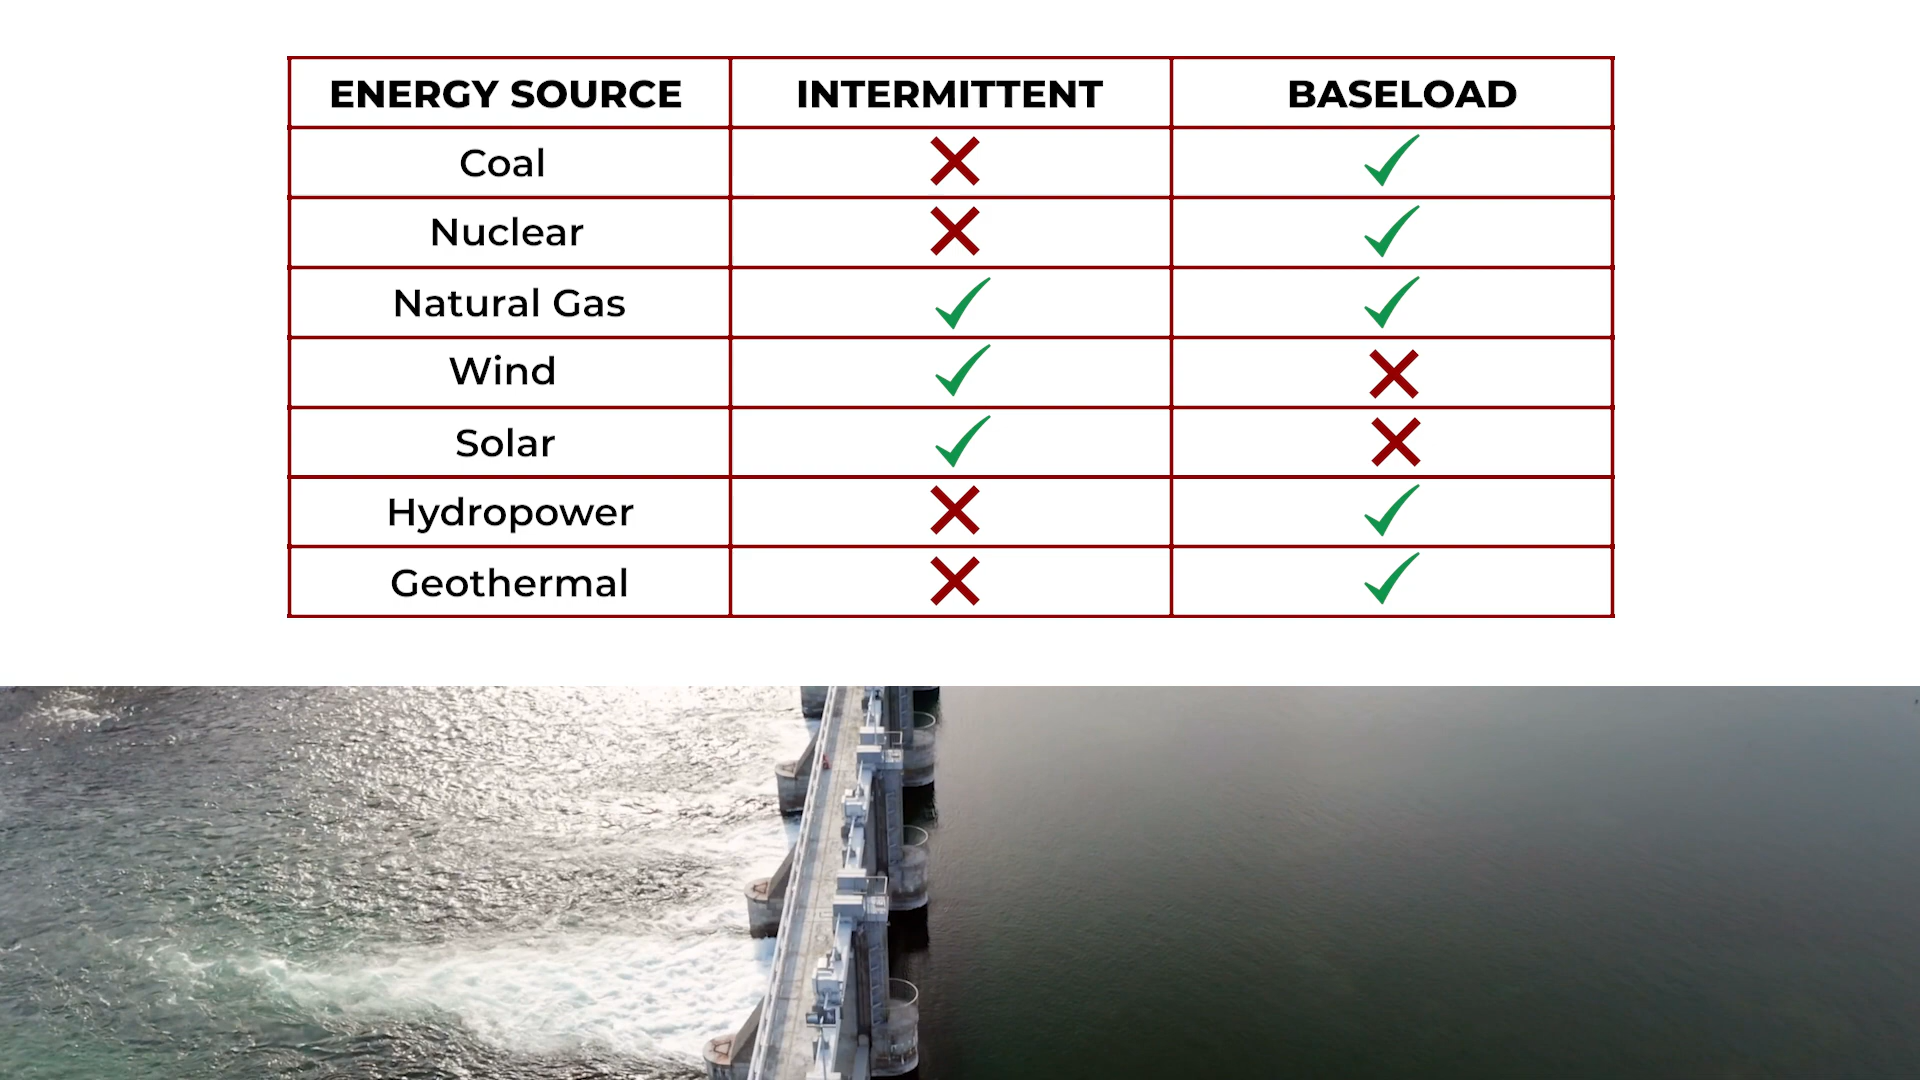 ENERGY SOURCE INTERMITTENT BASELOAD
Coal
Nuclear
Natural Gas
Wind
Solar
Hydropower
Geothermal